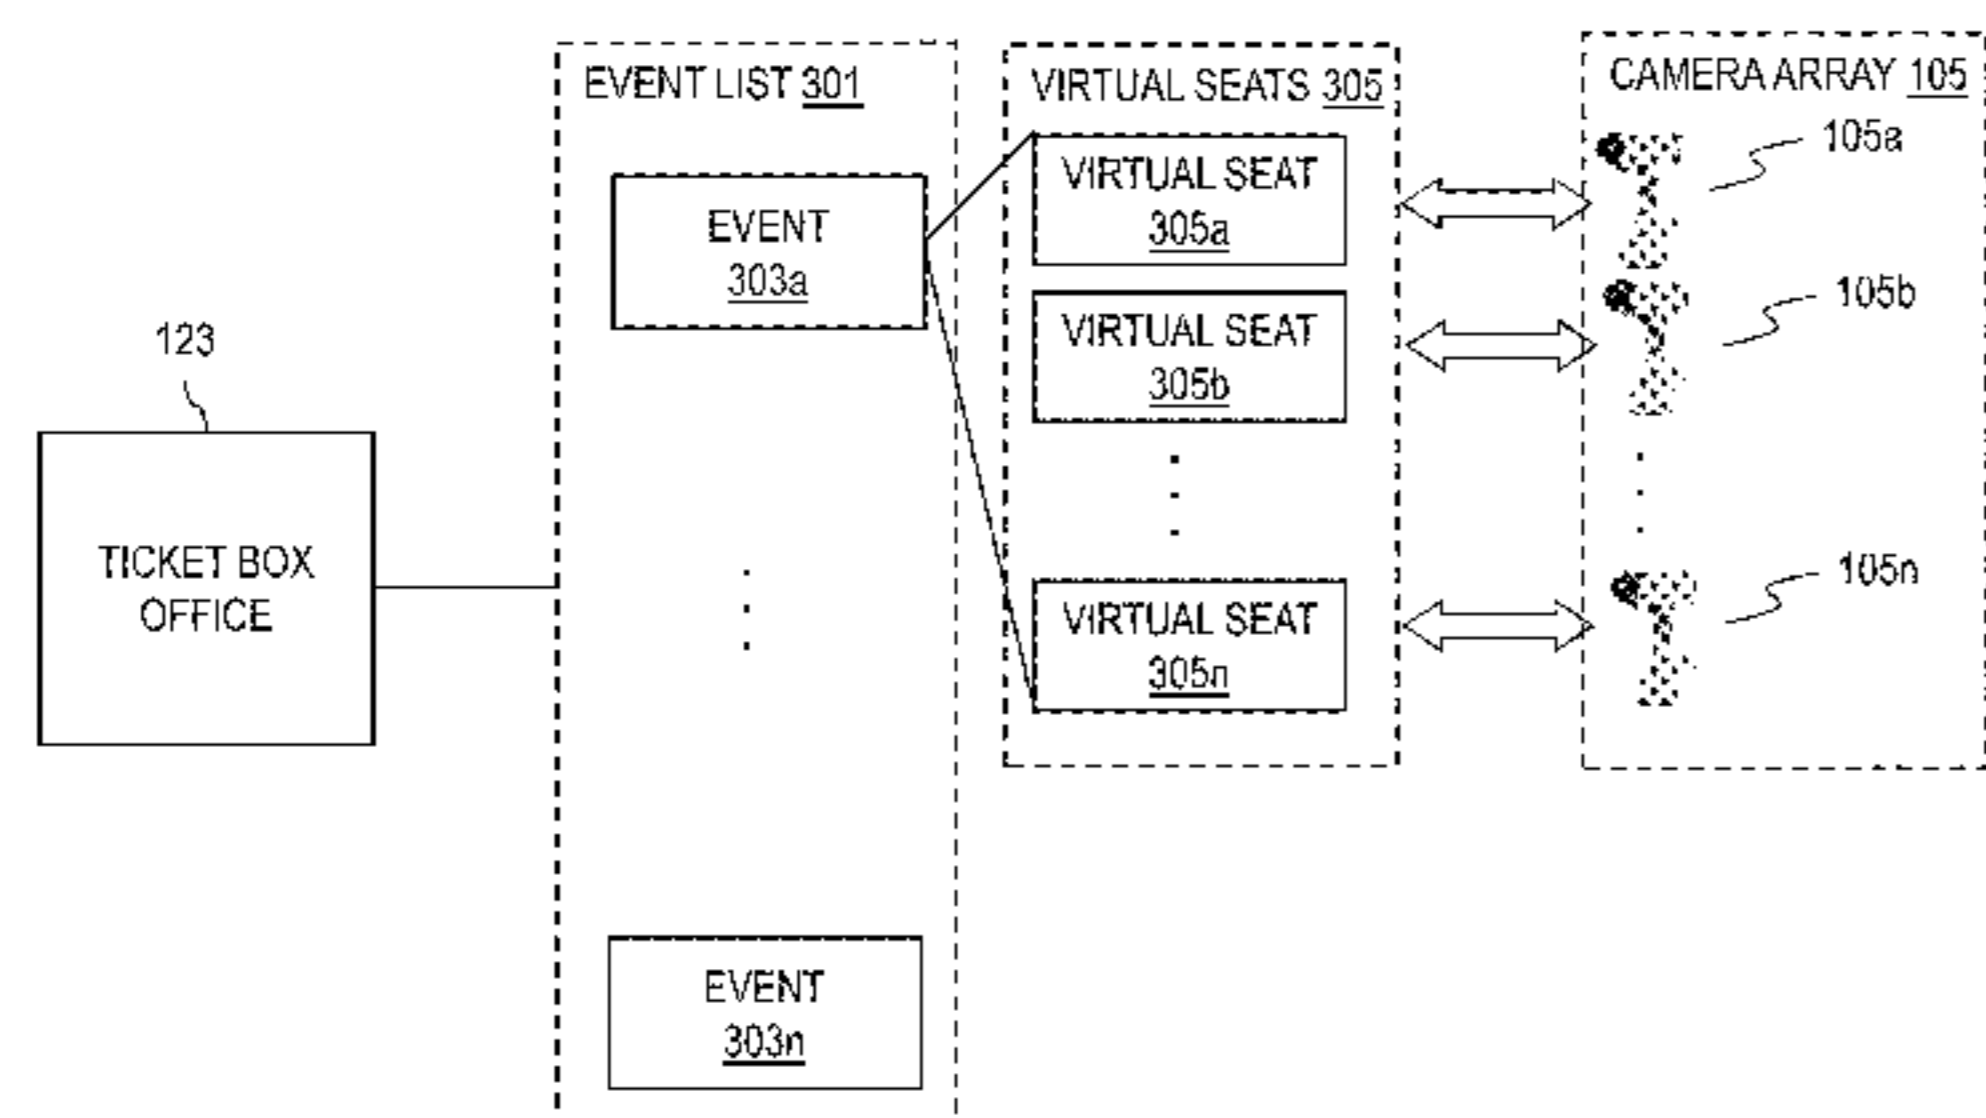 123
TICKET BOX
OFFICE
EVENT LIST 301
EVENT
303a
EVENT
303n
VIRTUAL SEATS 305
VIRTUAL SEAT
305a
VIRTUAL SEAT
305b
VIRTUAL SEAT
305n
CAMERA ARRAY 105
105a
105b
105n